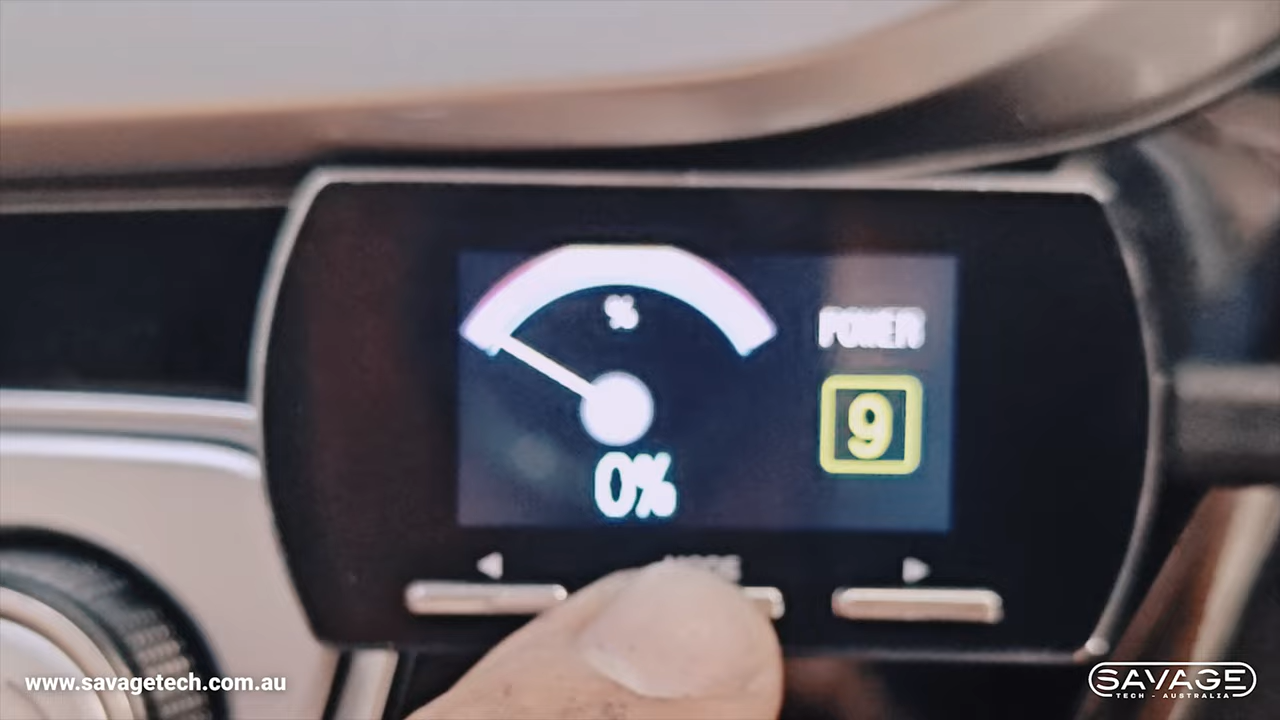 %
POWER
9
0%
MODE
www.savagetech.com.au
SAVAGE
TECH - AUSTRALIA